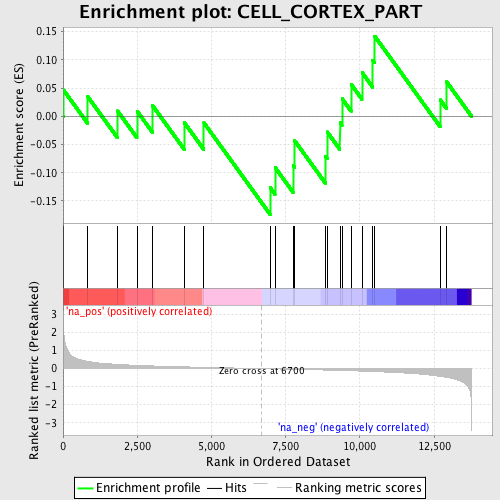 Enrichment plot: CELL_CORTEX_PART
Enrichment score (ES)
0.15
0.10
0.05
0.00
-0.05
-0.10
-0.15
'na_pos' (positively correlated)
Ranked list metric (PreRanked)
3
2
1
0
-1
-2
-3
Zero cross at 6700
'na_neg' (negatively correlated)
0
2,500
5,000
7,500
10,000
12,500
Rank in Ordered Dataset
Enrichment profile
Hits
Ranking metric scores